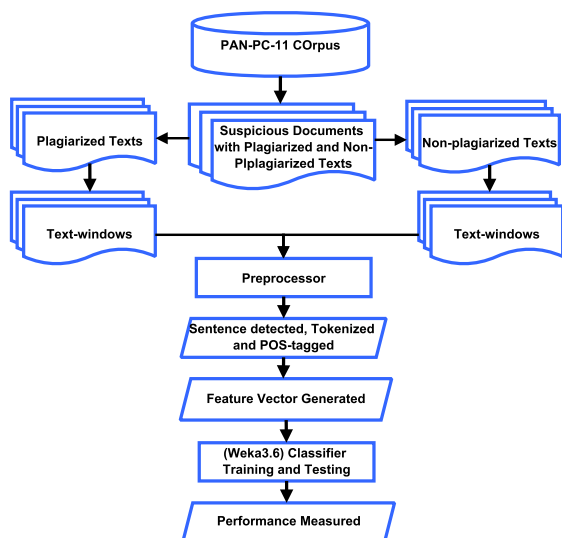 PAN-PC-11 COrpus
Plagiarized Texts
Suspicious Documents
with Plagiarized and Non-
Plplagiarized Texts
Non-plagiarized Texts
Text-windows
Text-windows
Preprocessor
Sentence detected, Tokenized
and POS-tagged
Feature Vector Generated
(Weka3.6) Classifier
Training and Testing
Performance Measured